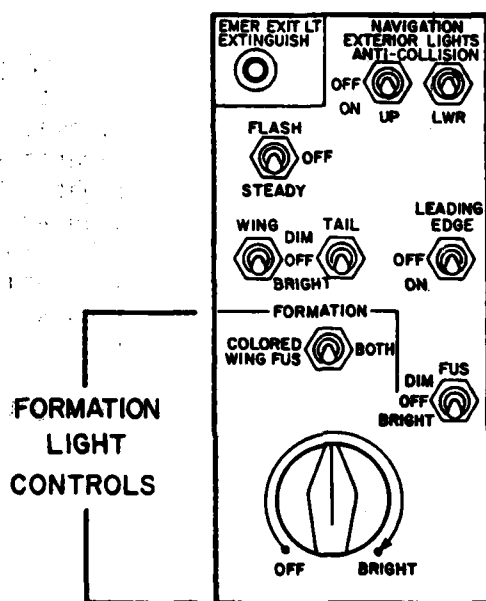 EMER EXIT LT
EXTINGUISH
NAVIGATION
EXTERIOR LIGHTS
ANTI-COLLISION
OFF
ON
UP
LWR
FLASH
OFF
STEADY
WING
DIM
OFF
BRIGHT
TAIL
LEADING
EDGE
OFF
ON
FORMATION
COLORED
WING FUS
BOTH
DIM
OFF
BRIGHT
FUS
FORMATION
LIGHT
CONTROLS
OFF
BRIGHT